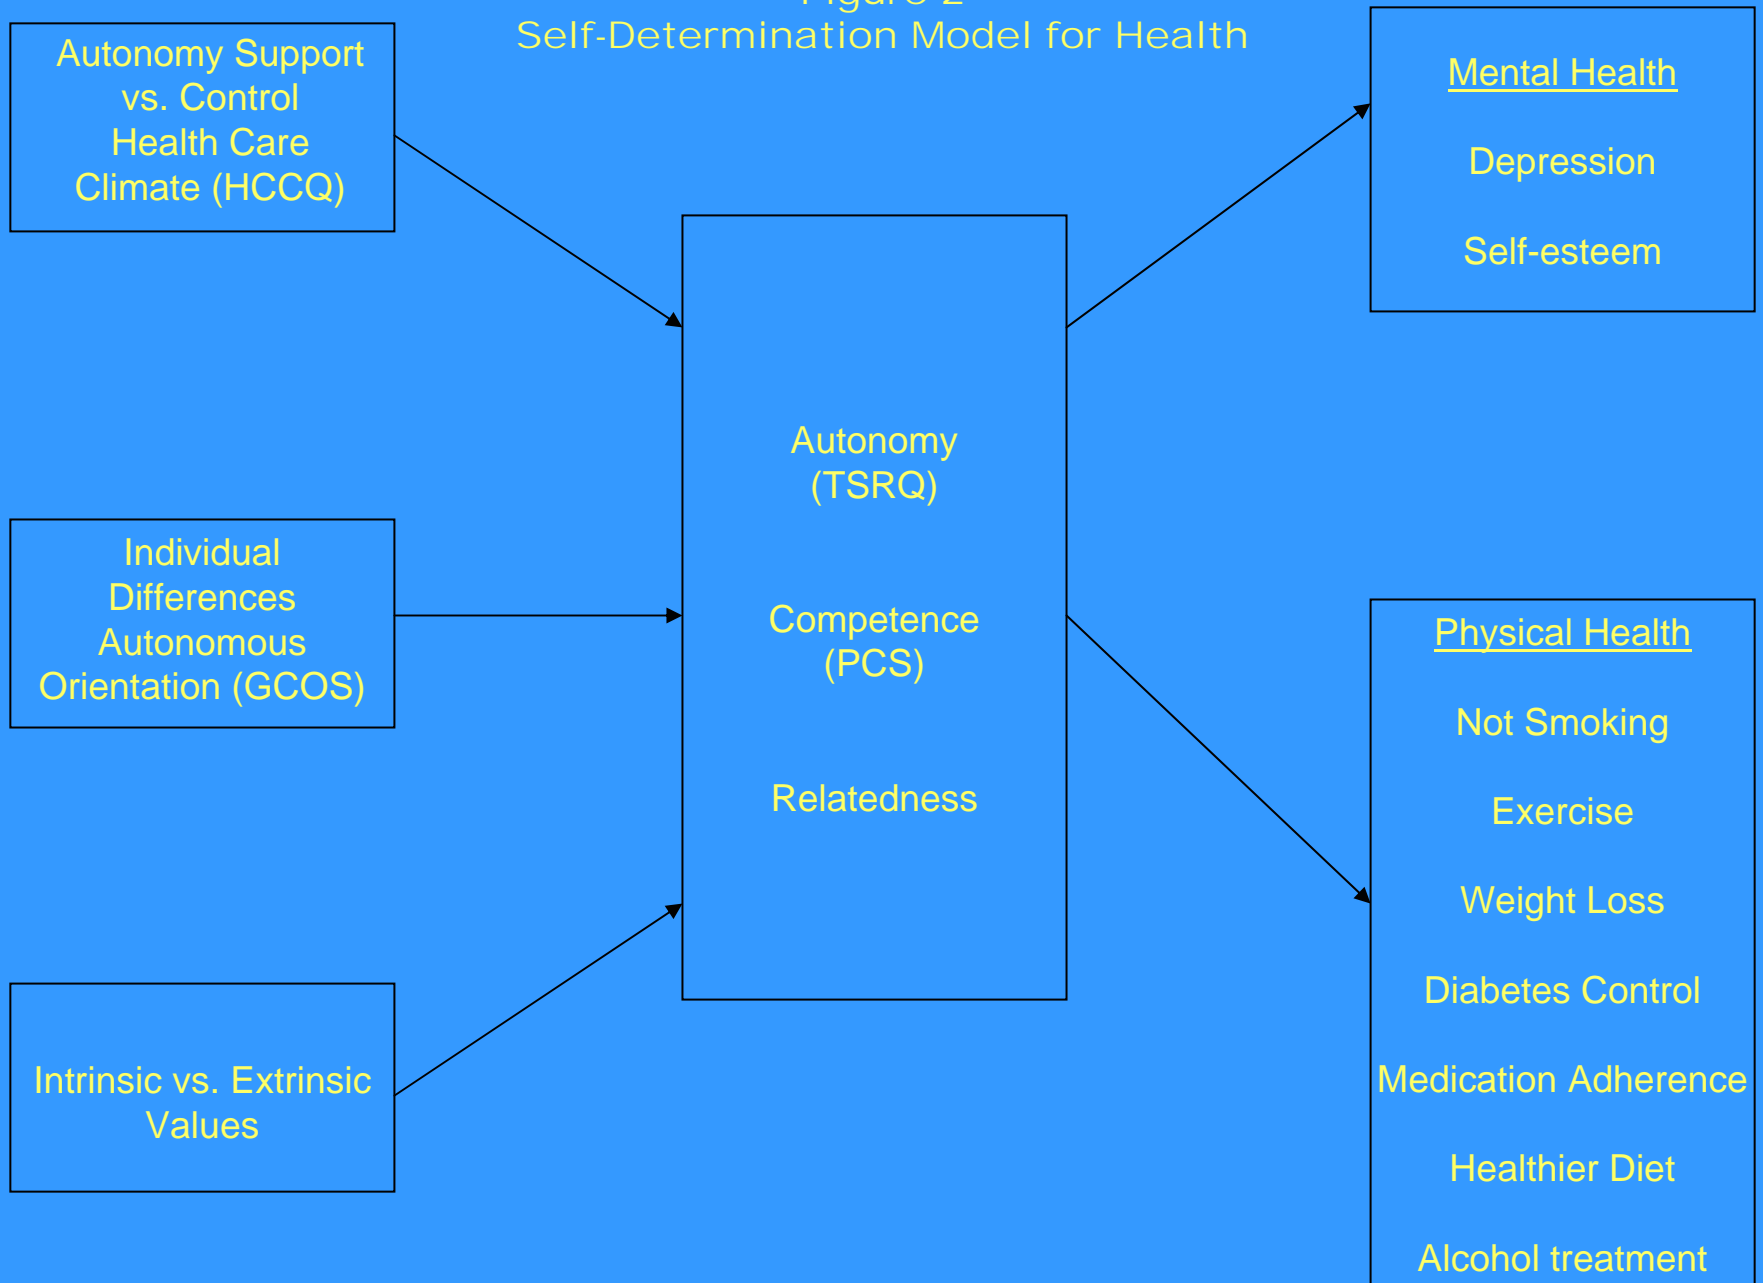 Figure 2
Self-Determination Model for Health
Autonomy Support
vs. Control
Health Care
Climate (HCCQ)
Individual
Differences
Autonomous
Orientation (GCOS)
Intrinsic vs. Extrinsic
Values
Autonomy
(TSRQ)
Competence
(PCS)
Relatedness
Mental Health
Depression
Self-esteem
Physical Health
Not Smoking
Exercise
Weight Loss
Diabetes Control
Medication Adherence
Healthier Diet
Alcohol treatment